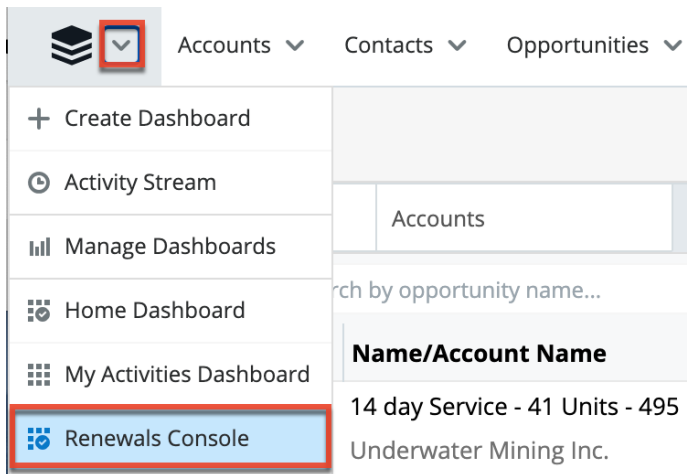 Accounts
Contacts
Opportunities
Create Dashboard
Activity Stream
Manage Dashboards
Home Dashboard
My Activities Dashboard
Renewals Console
Accounts
rch by opportunity name...
Name/Account Name
14 day Service - 41 Units - 495
Underwater Mining Inc.